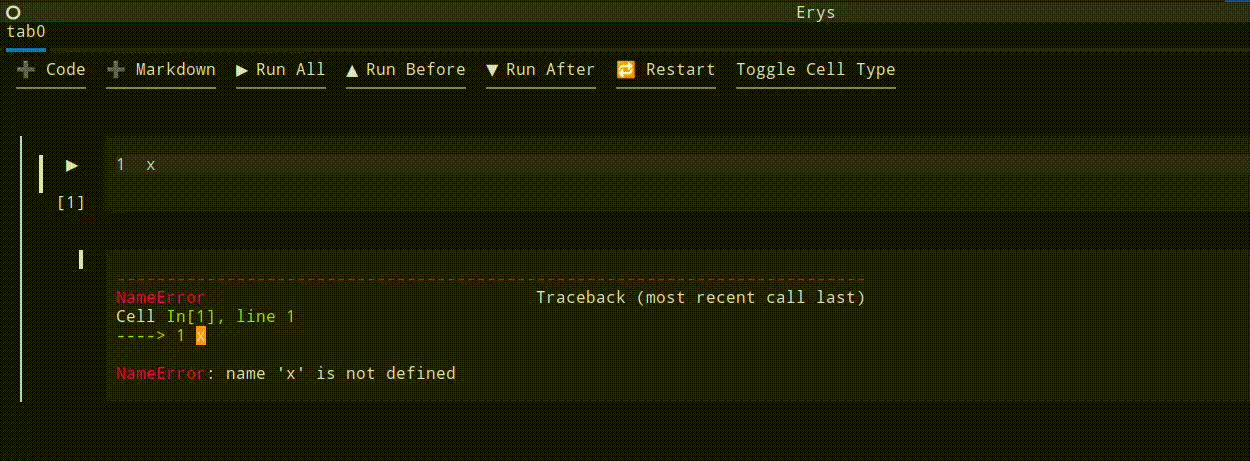 Erys
tab0
➕ Code ➕ Markdown ▶ Run All ▲ Run Before ▼ Run After 🔁 Restart Toggle Cell Type
▶ 1 x
[1]
---------------------------------------------------------------------------
NameError Traceback (most recent call last)
Cell In[1], line 1
----> 1 x
NameError: name 'x' is not defined